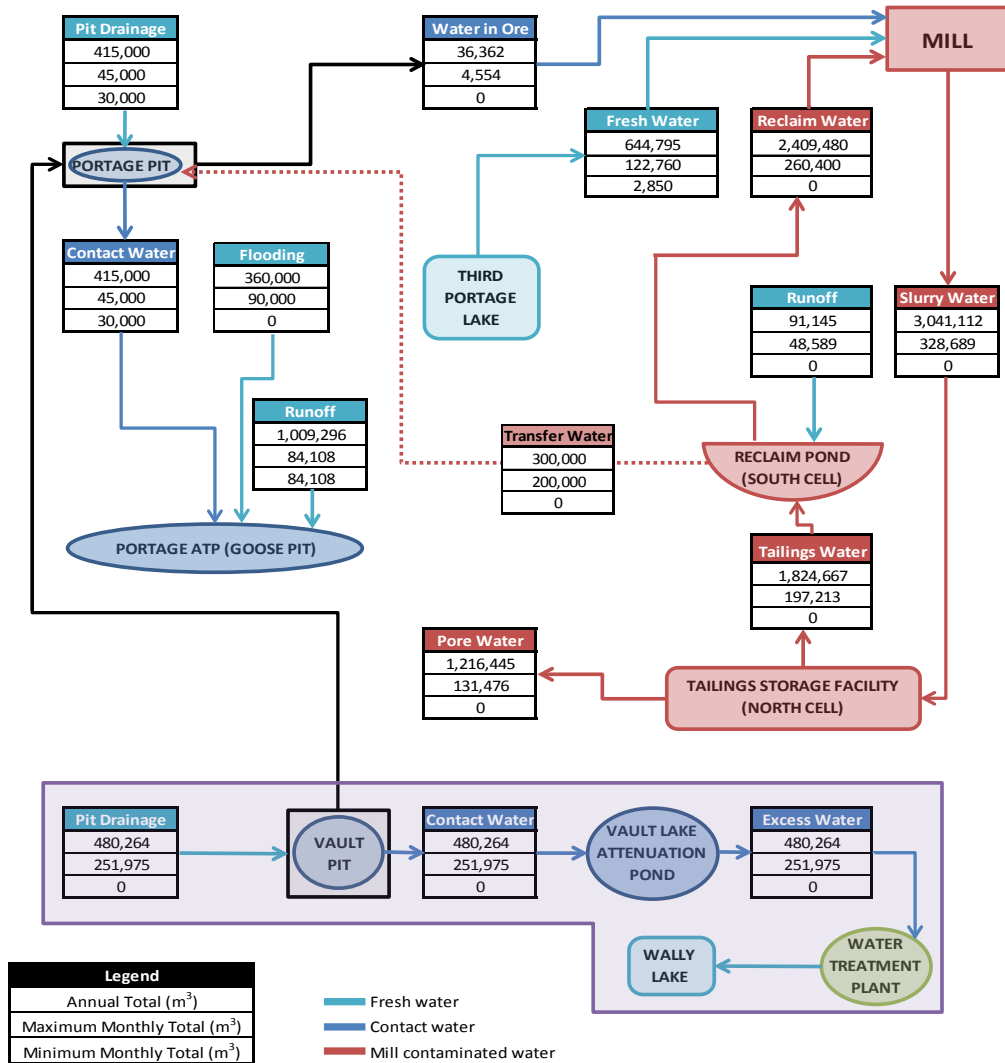 Pit Drainage
415,000
45,000
30,000
Water in Ore
36,362
4,554
0
MILL
Fresh Water
644,795
122,760
2,850
Reclaim Water
2,409,480
260,400
0
PORTAGE PIT
Contact Water
415,000
45,000
30,000
Flooding
360,000
90,000
0
THIRD
PORTAGE
LAKE
Runoff
91,145
48,589
0
Slurry Water
3,041,112
328,689
0
Runoff
1,009,296
84,108
84,108
Transfer Water
300,000
200,000
0
RECLAIM POND
(SOUTH CELL)
PORTAGE ATP (GOOSE PIT)
Tailings Water
1,824,667
197,213
0
Pore Water
1,216,445
131,476
0
TAILINGS STORAGE FACILITY
(NORTH CELL)
Pit Drainage
480,264
251,975
0
VAULT
PIT
Contact Water
480,264
251,975
0
VAULT LAKE
ATTENUATION
POND
Excess Water
480,264
251,975
0
WALLY
LAKE
WATER
TREATMENT
PLANT
Legend
Annual Total (m³)
Maximum Monthly Total (m³)
Minimum Monthly Total (m³)
Fresh water
Contact water
Mill contaminated water